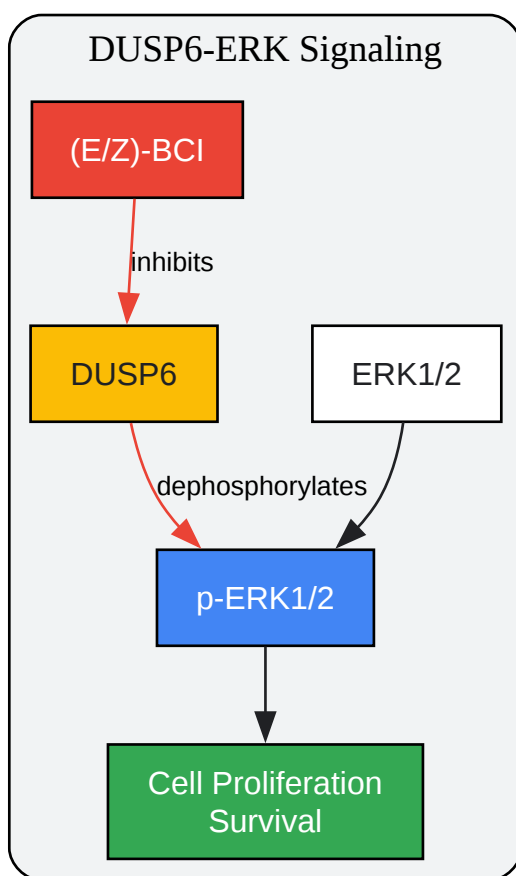 DUSP6-ERK Signaling
(E/Z)-BCI
inhibits
DUSP6
ERK1/2
dephosphorylates
p-ERK1/2
Cell Proliferation
Survival